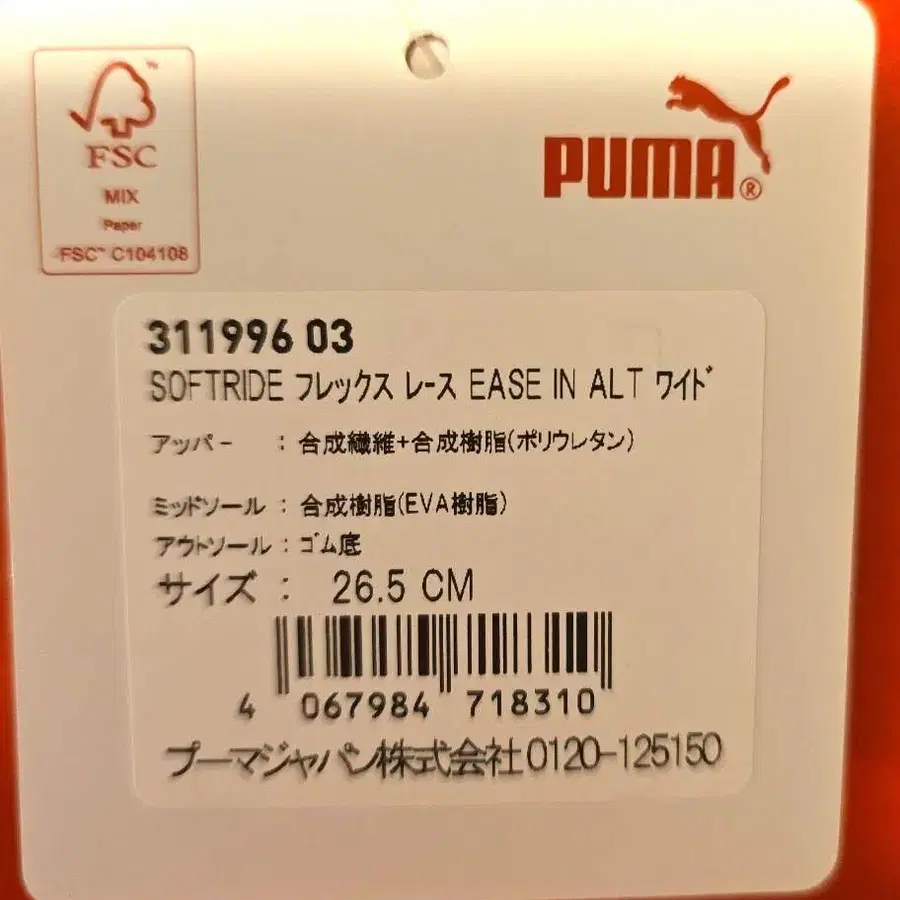 FSC™
MIX
Paper
FSC™ C104108
PUMA®
311996 03
SOFTRIDE フレックス レース EASE IN ALT ワイド
アッパー : 合成繊維+合成樹脂(ポリウレタン)
ミッドソール : 合成樹脂(EVA樹脂)
アウトソール : ゴム底
サイズ : 26.5 CM
4 067984 718310
プーマジャパン株式会社 0120-125150